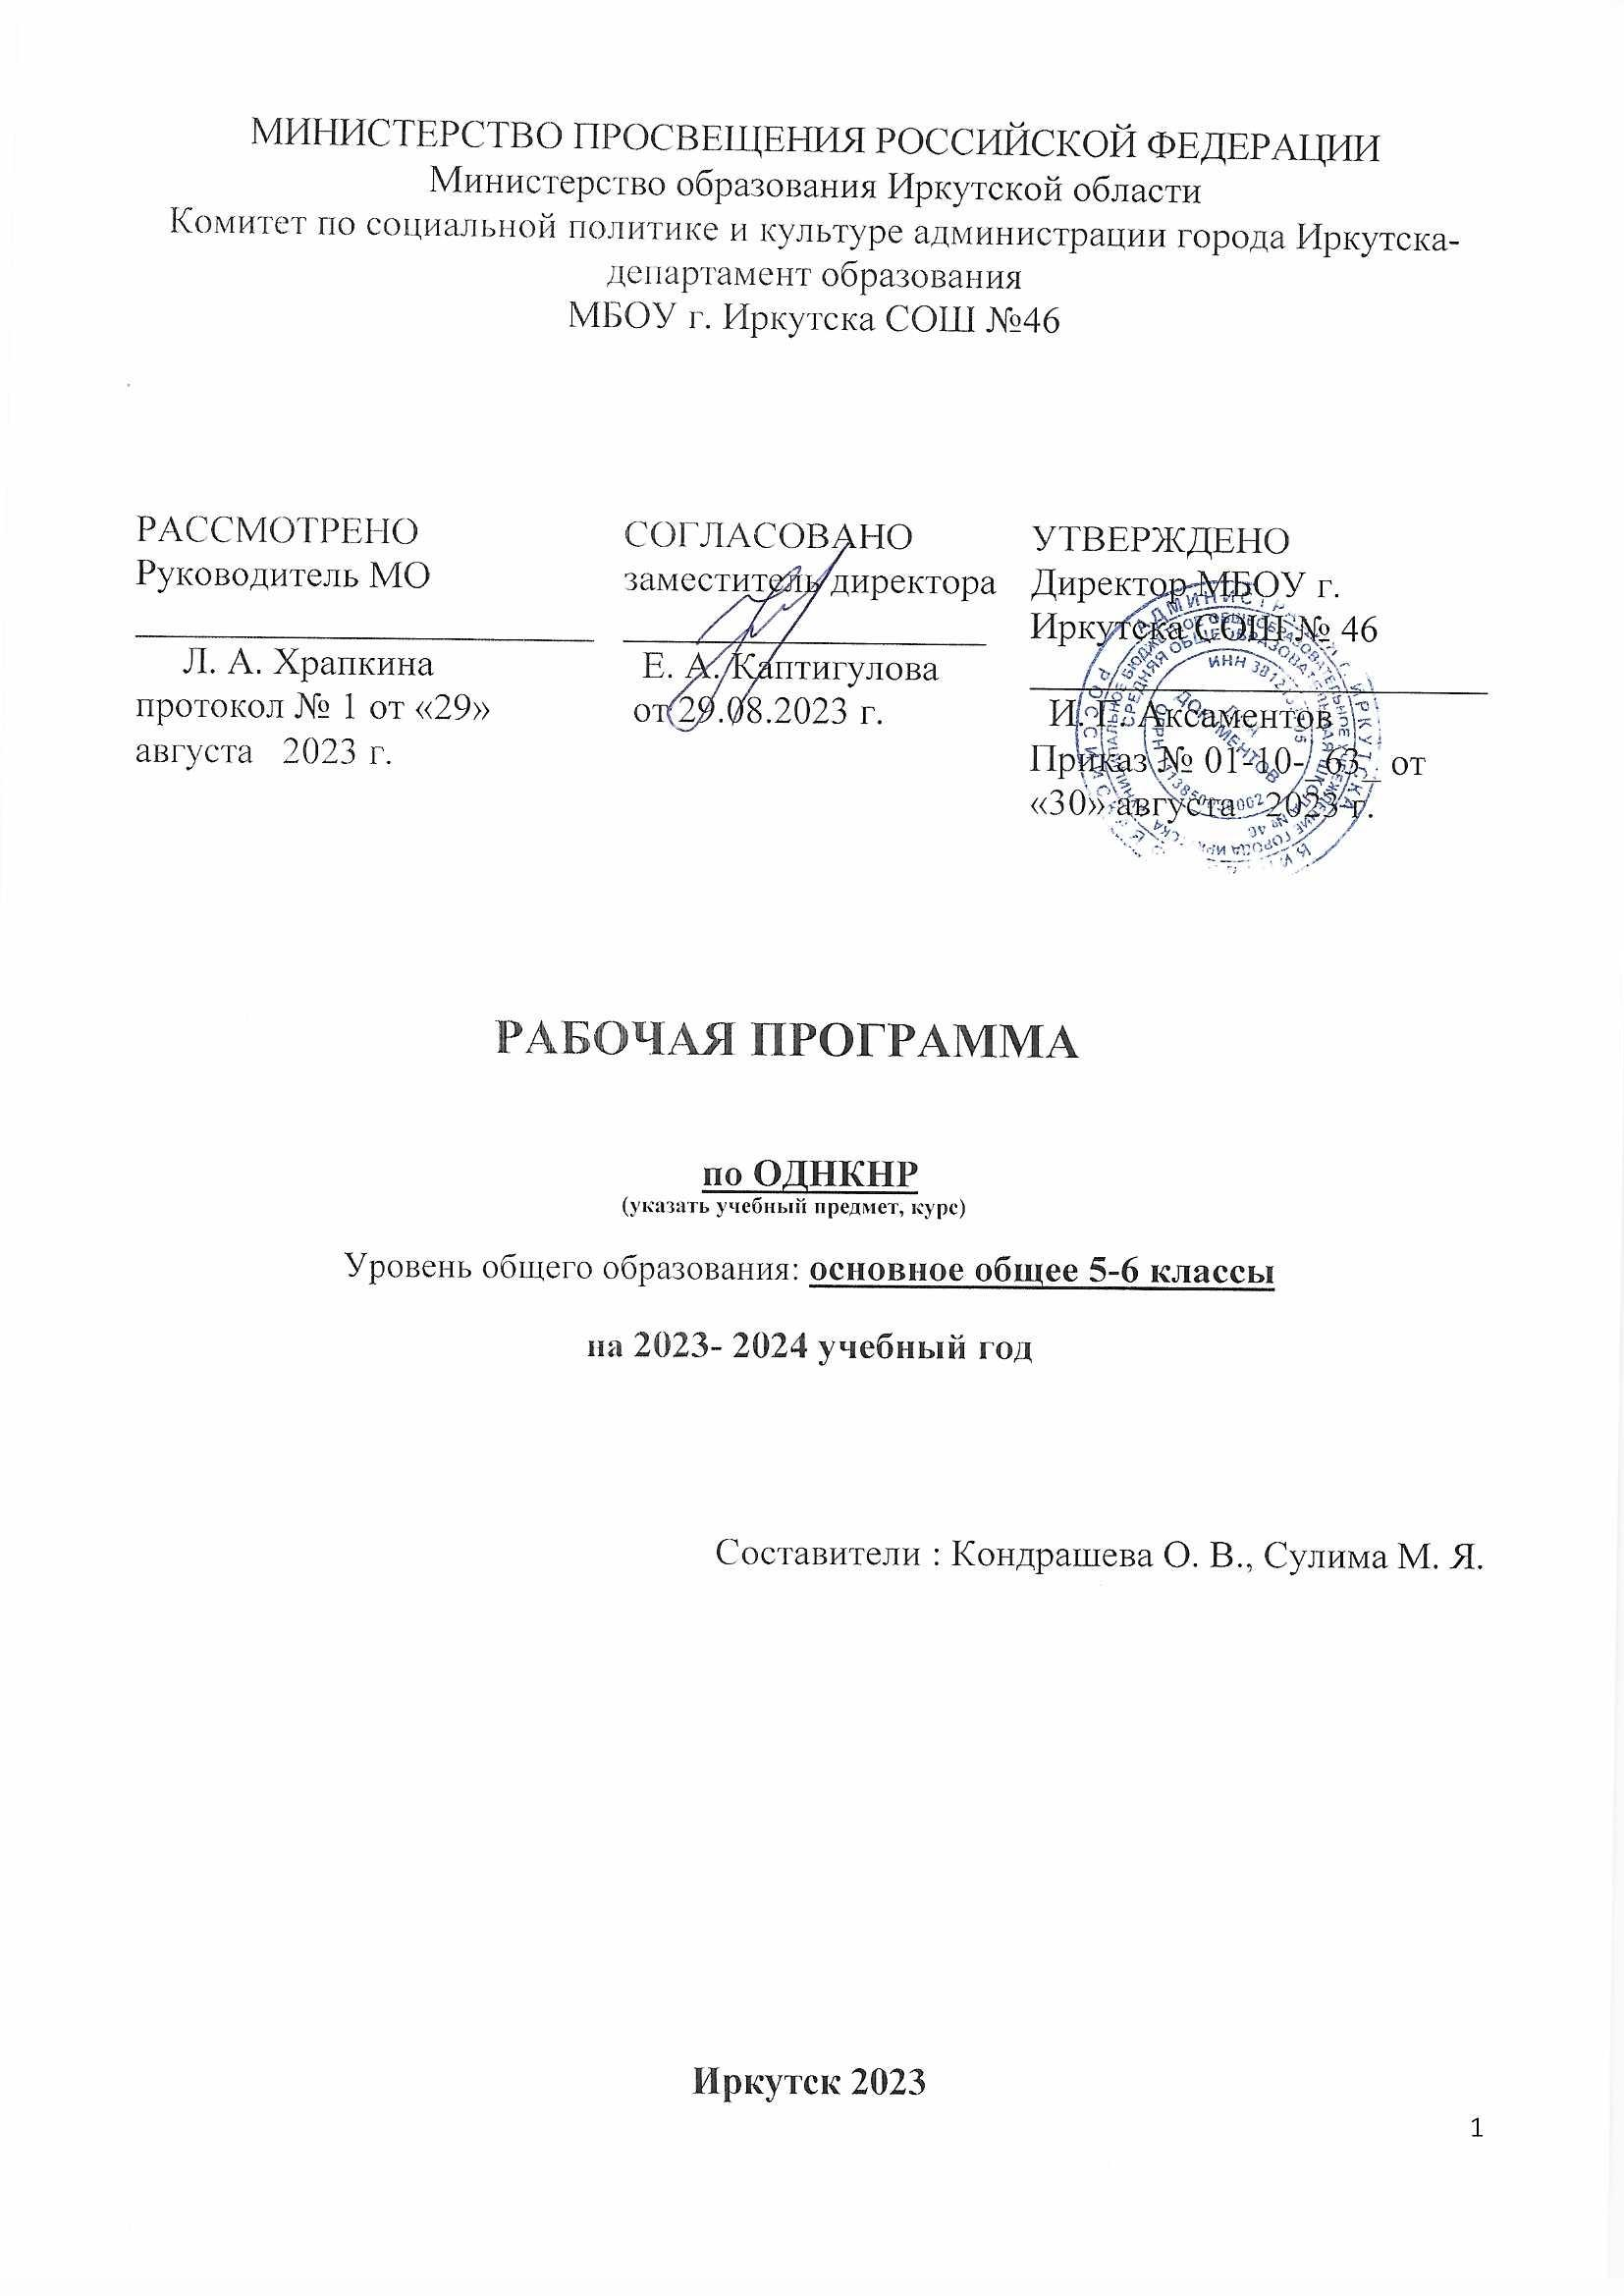 МИНИСТЕРСТВО ПРОСВЕЩЕНИЯ РОССИЙСКОЙ ФЕДЕРАЦИИ
Министерство образования Иркутской области
Комитет по социальной политике и культуре администрации города Иркутска-
департамент образования
МБОУ г. Иркутска СОШ №46
РАССМОТРЕНО
Руководитель МО
Л. А. Храпкина
протокол № 1 от «29»
августа 2023 г.
СОГЛАСОВАНО
заместитель директора
Е. А. Каптигулова
от 29.08.2023 г.
УТВЕРЖДЕНО
Директор МБОУ г.
Иркутска СОШ № 46
И. Г. Аксаментов
Приказ № 01-10-_63_ от
«30» августа 2023 г.
ДОКУМЕНТОВ
РАБОЧАЯ ПРОГРАММА
по ОДНКНР
(указать учебный предмет, курс)
Уровень общего образования: основное общее 5-6 классы
на 2023- 2024 учебный год
Составители : Кондрашева О. В., Сулима М. Я.
Иркутск 2023
1